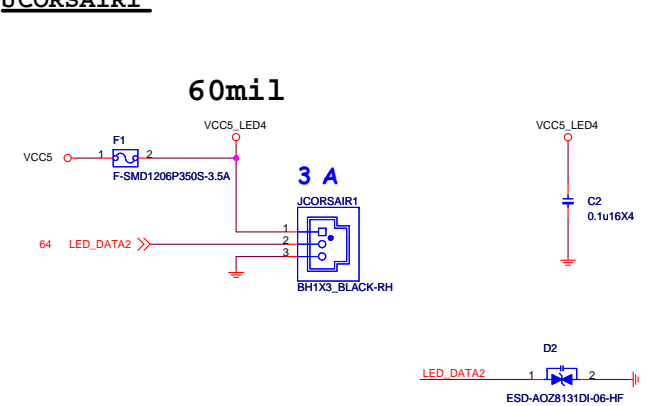 JCORSAIR1
60mil
VCC5_LED4
VCC5_LED4
F1
VCC5
1
2
F-SMD1206P350S-3.5A
3 A
JCORSAIR1
C2
0.1u16X4
1
64
LED_DATA2
2
3
BH1X3_BLACK-RH
D2
LED_DATA2
1
2
ESD-AOZ8131DI-06-HF